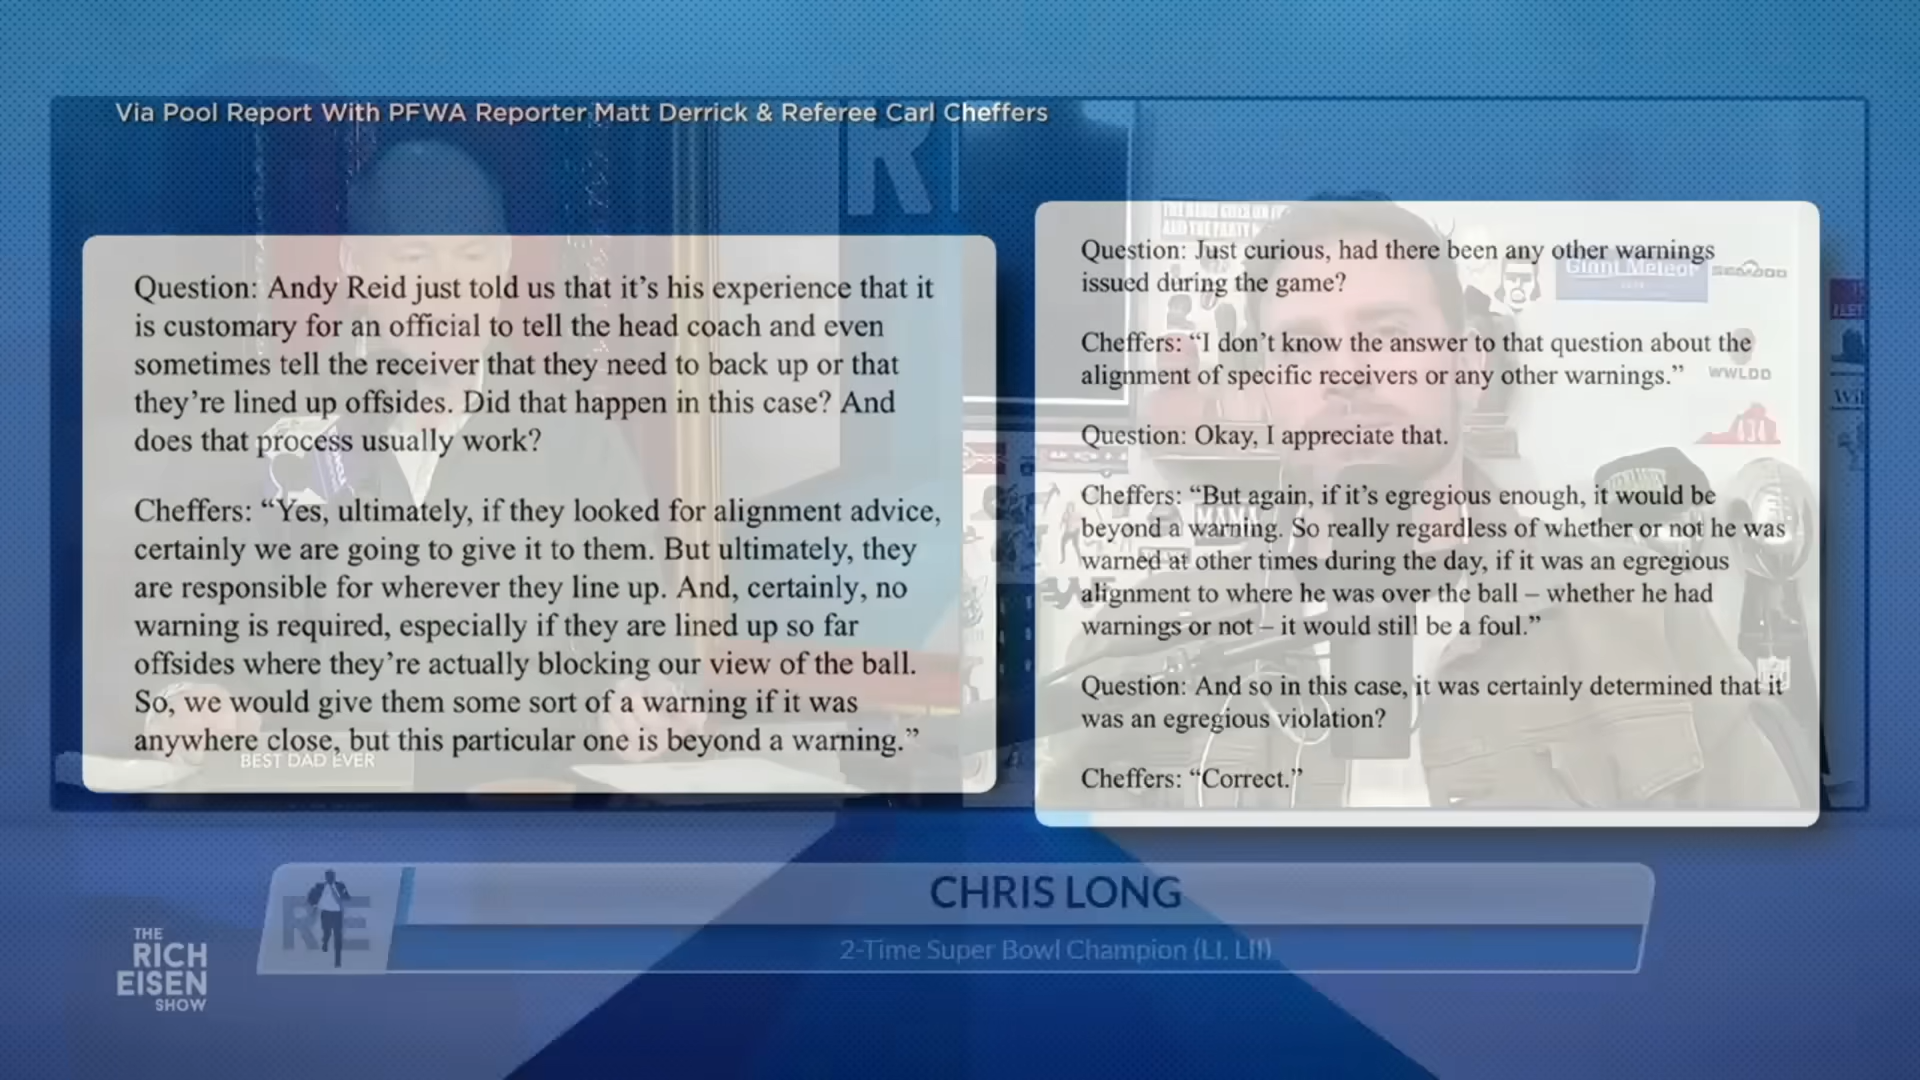 Via Pool Report With PFWA Reporter Matt Derrick & Referee Carl Cheffers
Question: Andy Reid just told us that it’s his experience that it
is customary for an official to tell the head coach and even
sometimes tell the receiver that they need to back up or that
they’re lined up offsides. Did that happen in this case? And
does that process usually work?
Cheffers: “Yes, ultimately, if they looked for alignment advice,
certainly we are going to give it to them. But ultimately, they
are responsible for wherever they line up. And, certainly, no
warning is required, especially if they are lined up so far
offsides where they’re actually blocking our view of the ball.
So, we would give them some sort of a warning if it was
anywhere close, but this particular one is beyond a warning.”
BEST DAD EVER
Question: Just curious, had there been any other warnings
issued during the game?
Cheffers: “I don’t know the answer to that question about the
alignment of specific receivers or any other warnings.”
Question: Okay, I appreciate that.
Cheffers: “But again, if it’s egregious enough, it would be
beyond a warning. So really regardless of whether or not he was
warned at other times during the day, if it was an egregious
alignment to where he was over the ball – whether he had
warnings or not – it would still be a foul.”
Question: And so in this case, it was certainly determined that it
was an egregious violation?
Cheffers: “Correct.”
Giant Meteor
WWLDD
CHRIS LONG
2-Time Super Bowl Champion (LI, LII)
RE
THE
RICH
EISEN
SHOW